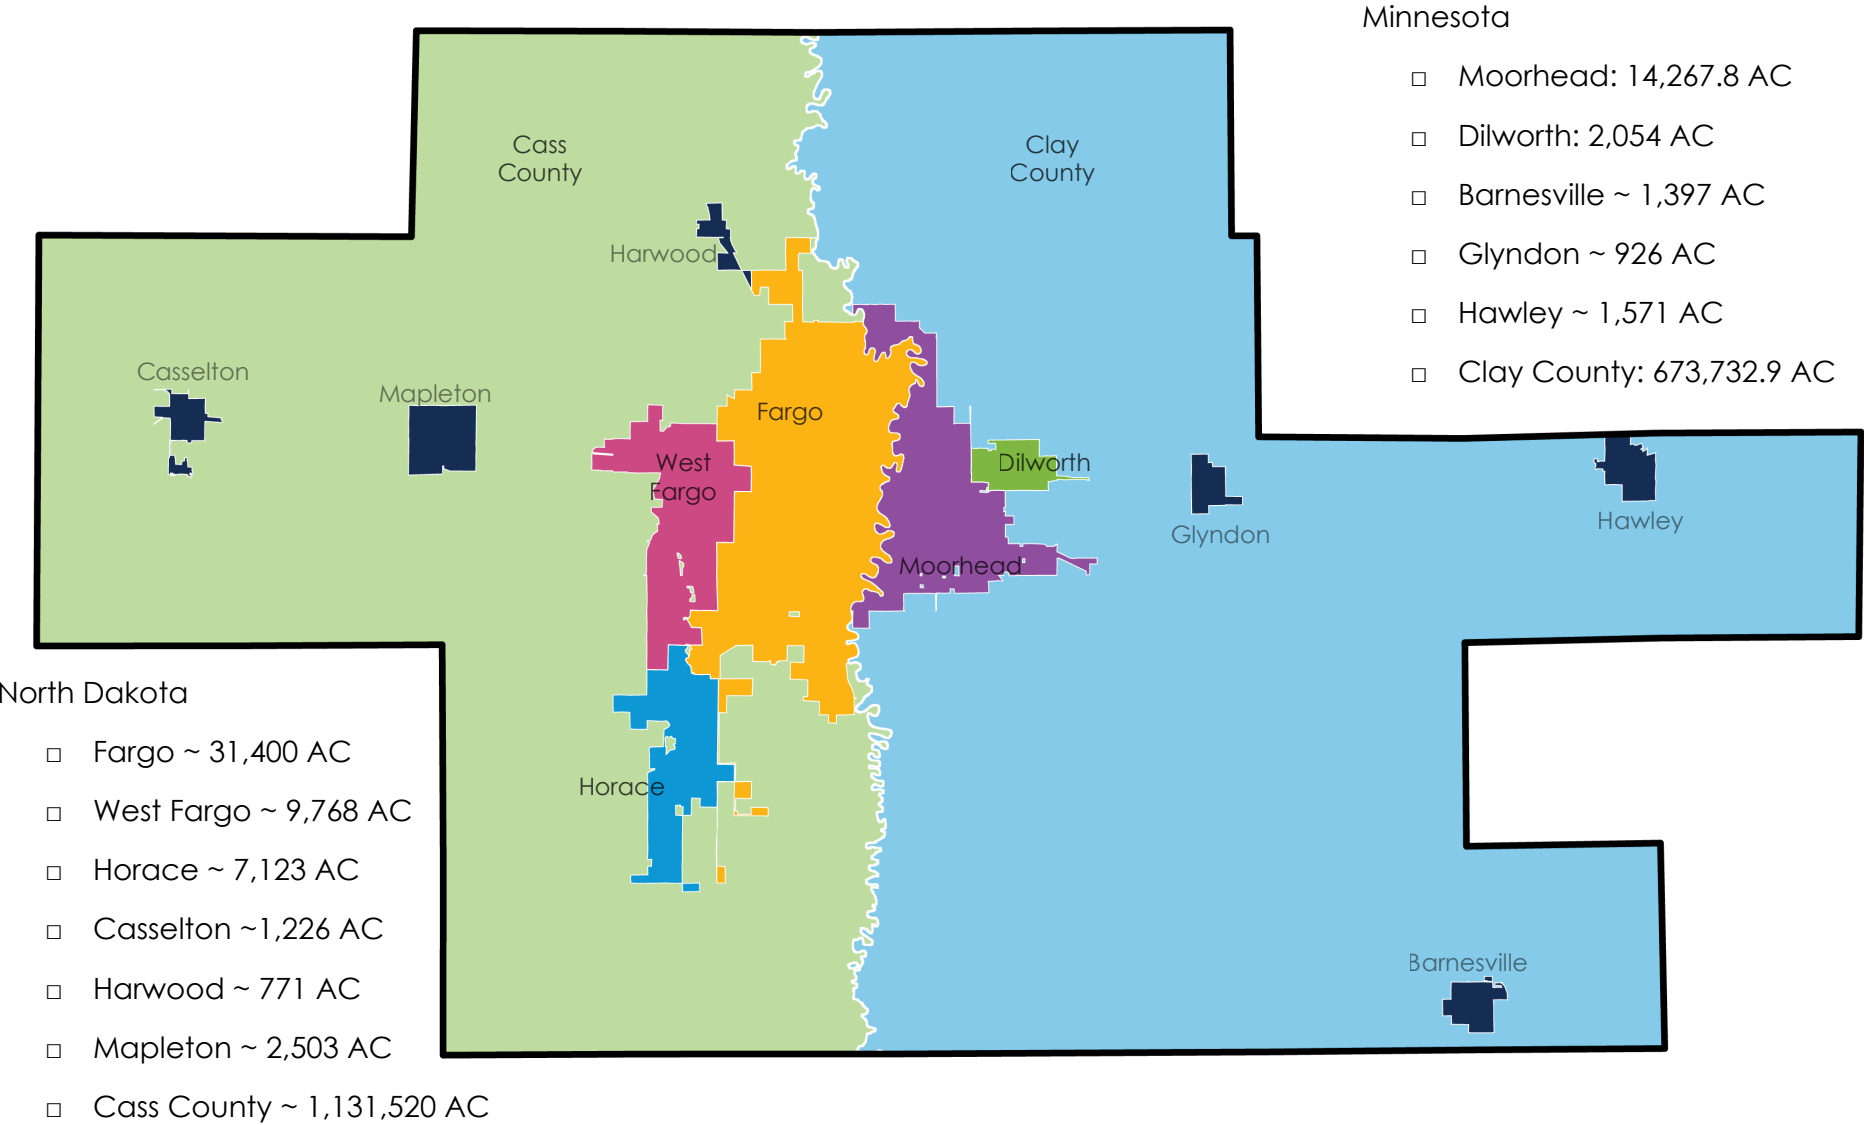 Minnesota
□ Moorhead: 14,267.8 AC
□ Dilworth: 2,054 AC
□ Barnesville ~ 1,397 AC
□ Glyndon ~ 926 AC
□ Hawley ~ 1,571 AC
□ Clay County: 673,732.9 AC
Cass
County
Clay
County
Harwood
Casselton
Mapleton
Fargo
West
Fargo
Dilworth
Glyndon
Hawley
Moorhead
Horace
Barnesville
North Dakota
□ Fargo ~ 31,400 AC
□ West Fargo ~ 9,768 AC
□ Horace ~ 7,123 AC
□ Casselton ~1,226 AC
□ Harwood ~ 771 AC
□ Mapleton ~ 2,503 AC
□ Cass County ~ 1,131,520 AC